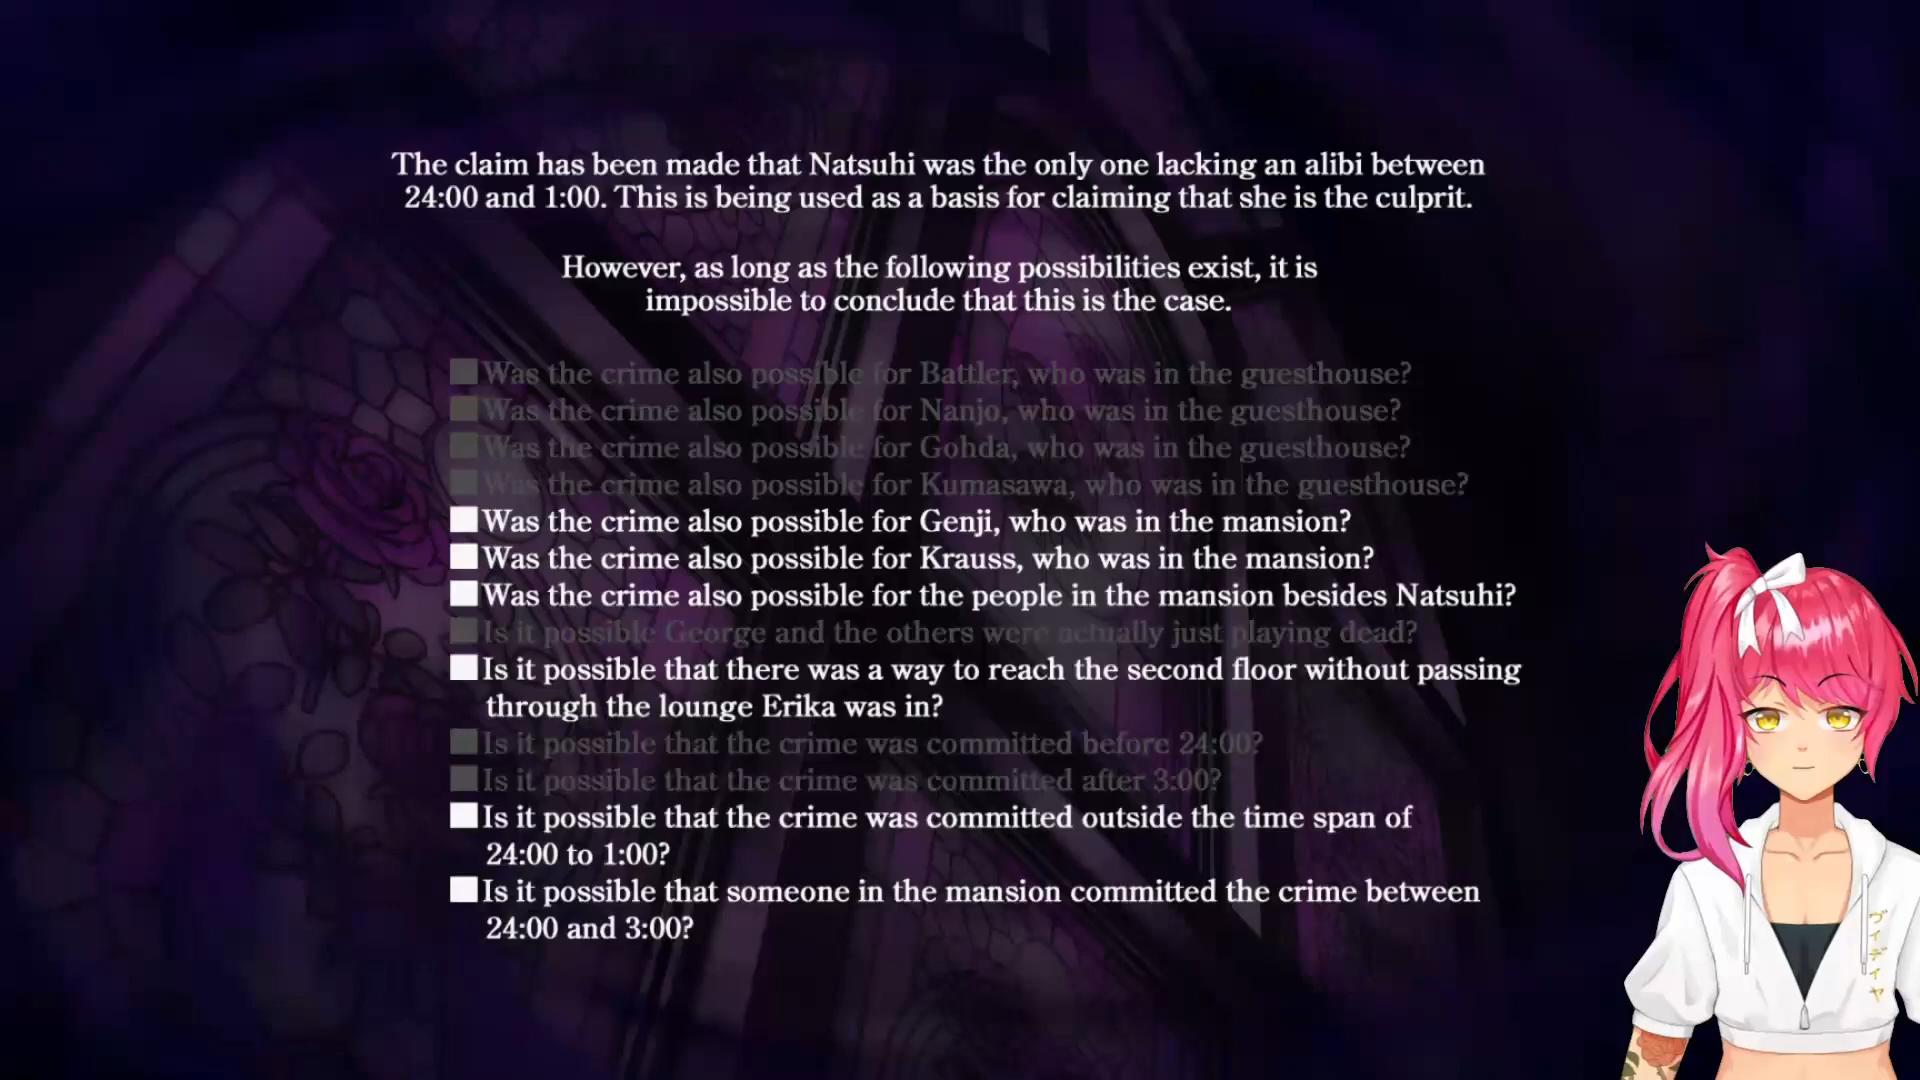 The claim has been made that Natsuhi was the only one lacking an alibi between
24:00 and 1:00. This is being used as a basis for claiming that she is the culprit.
However, as long as the following possibilities exist, it is
impossible to conclude that this is the case.
Was the crime also possible for Battler, who was in the guesthouse?
Was the crime also possible for Nanjo, who was in the guesthouse?
Was the crime also possible for Gohda, who was in the guesthouse?
Was the crime also possible for Kumasawa, who was in the guesthouse?
Was the crime also possible for Genji, who was in the mansion?
Was the crime also possible for Krauss, who was in the mansion?
Was the crime also possible for the people in the mansion besides Natsuhi?
Is it possible George and the others were actually just playing dead?
Is it possible that there was a way to reach the second floor without passing
through the lounge Erika was in?
Is it possible that the crime was committed before 24:00?
Is it possible that the crime was committed after 3:00?
Is it possible that the crime was committed outside the time span of
24:00 to 1:00?
Is it possible that someone in the mansion committed the crime between
24:00 and 3:00?
ヴィディヤ